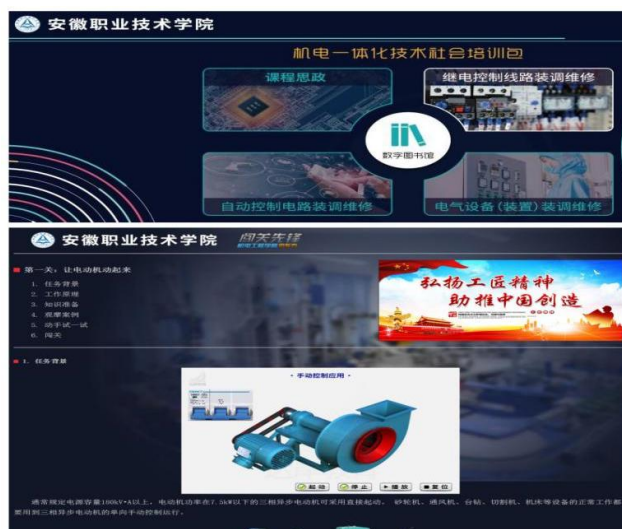 安徽职业技术学院
机电一体化技术社会培训包
课程思政
继电控制线路装调维修
数字图书馆
自动控制电路装调维修
电气设备(装置)装调维修
安徽职业技术学院
闯关先锋
第一关：让电动机动起来
1. 任务背景
2. 工作原理
3. 知识准备
4. 观摩案例
5. 动手试一试
6. 闯关
弘扬工匠精神
助推中国创造
1. 任务背景
· 手动控制应用 ·
起动
停止
播放
复位
通常规定电源容量180kV•A以上，电动机功率在7.5kW以下的三相异步电动机可采用直接起动。 砂轮机、通风机、台钻、切割机、机床等设备的正常工作都
要用到三相异步电动机的单向手动控制运行。